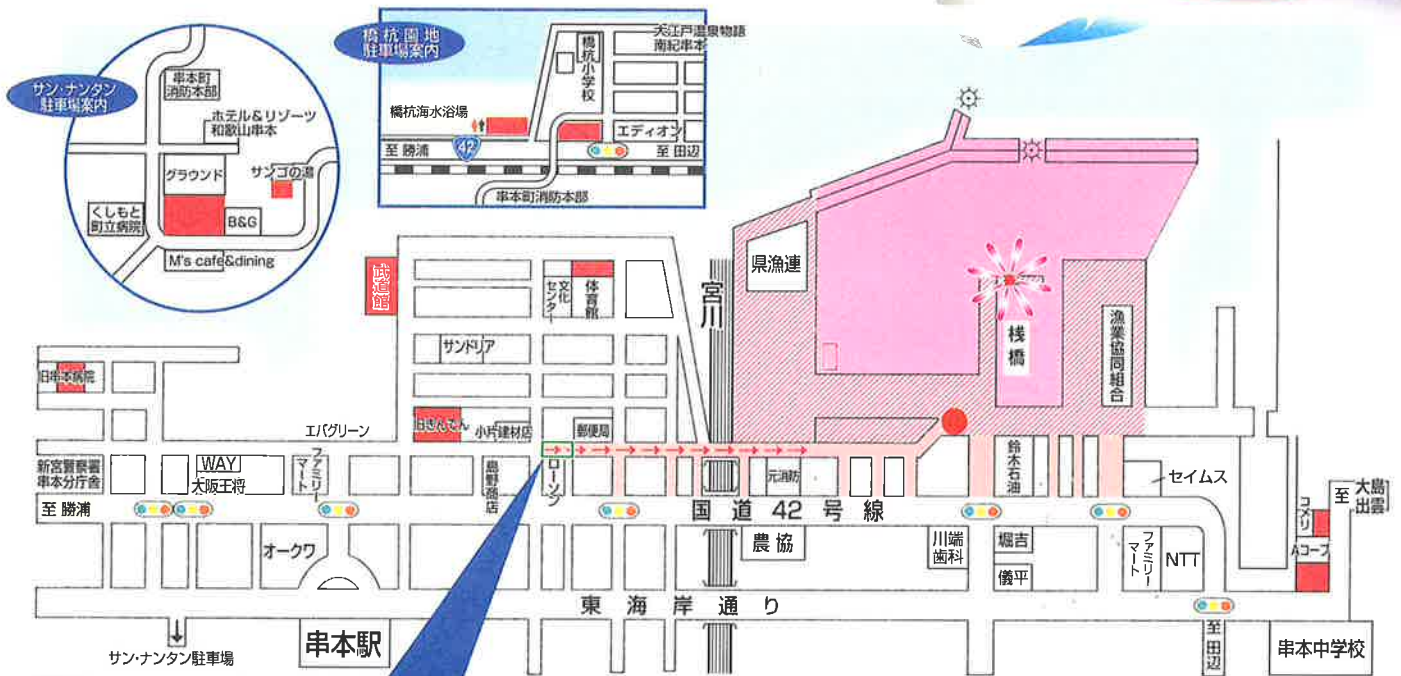 サン・ナンタン
駐車場案内
串本町
消防本部
ホテル&リゾーツ
和歌山串本
グラウンド
サンゴの湯
くしもと
町立病院
B&G
M's cafe&dining
橋杭園地
駐車場案内
大江戸温泉物語
南紀串本
橋杭小学校
橋杭海水浴場
エディオン
至 勝浦
42
至 田辺
串本町消防本部
武道館
文化センター
体育館
宮川
県漁連
桟橋
漁業協同組合
サンドリア
旧串本病院
旧きんでん
小片建材店
郵便局
エバグリーン
新宮警察署
串本分庁舎
WAY
大阪王将
ファミリーマート
島野商店
ローソン
元消防
鈴木石油
セイムス
至 勝浦
国道42号線
コメリ
至 大島
出雲
Aコープ
オークワ
農協
川端
歯科
堀吉
儀平
ファミリーマート
NTT
東海岸通り
サン・ナンタン駐車場
串本駅
至 田辺
串本中学校